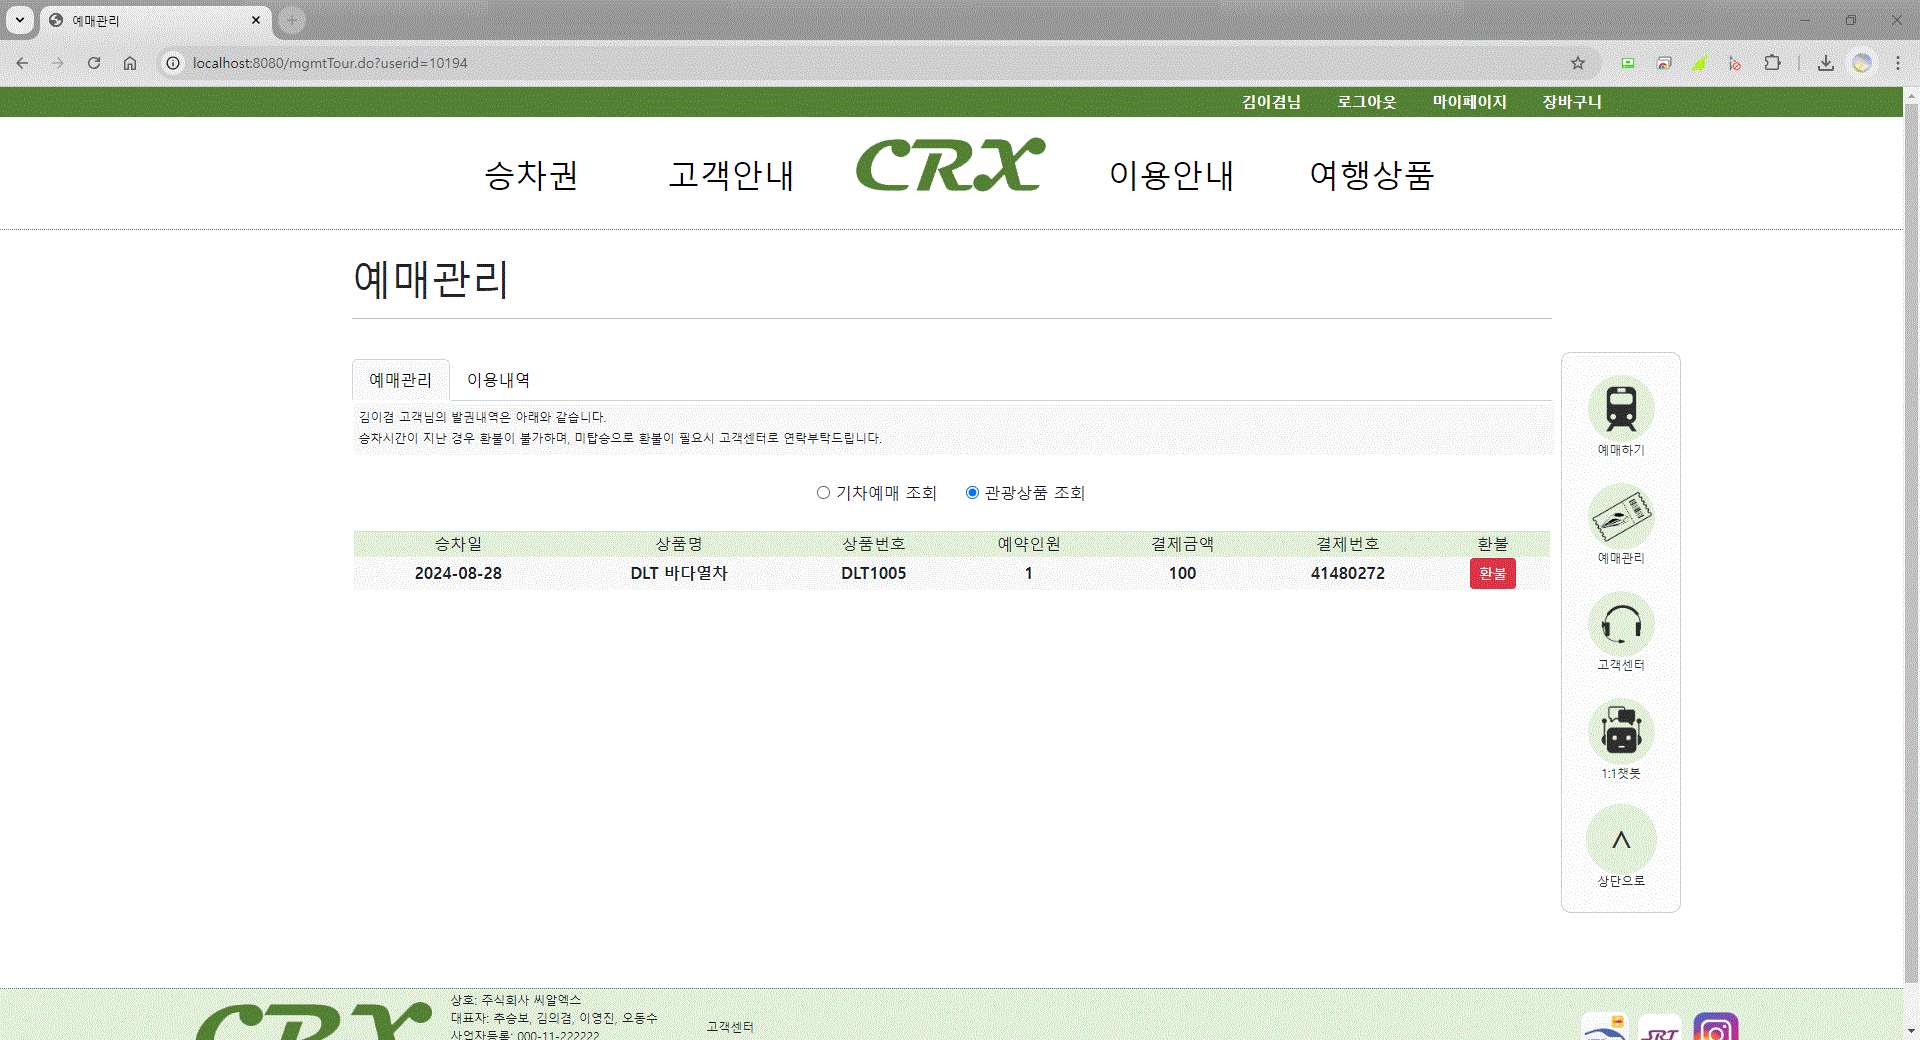 예매관리
localhost:8080/mgmtTour.do?userid=10194
김이겸님 로그아웃 마이페이지 장바구니
승차권 고객안내 CRX 이용안내 여행상품
예매관리
예매관리 이용내역
김이겸 고객님의 발권내역은 아래와 같습니다.
승차시간이 지난 경우 환불이 불가하며, 미탑승으로 환불이 필요시 고객센터로 연락부탁드립니다.
기차예매 조회 관광상품 조회
승차일 상품명 상품번호 예약인원 결제금액 결제번호 환불
2024-08-28 DLT 바다열차 DLT1005 1 100 41480272 환불
예매하기
예매관리
고객센터
1:1챗봇
상단으로
CRX
상호: 주식회사 씨알엑스
대표자: 추승보, 김의겸, 이영진, 오동수
사업자등록: 000-11-222222
고객센터
SRT